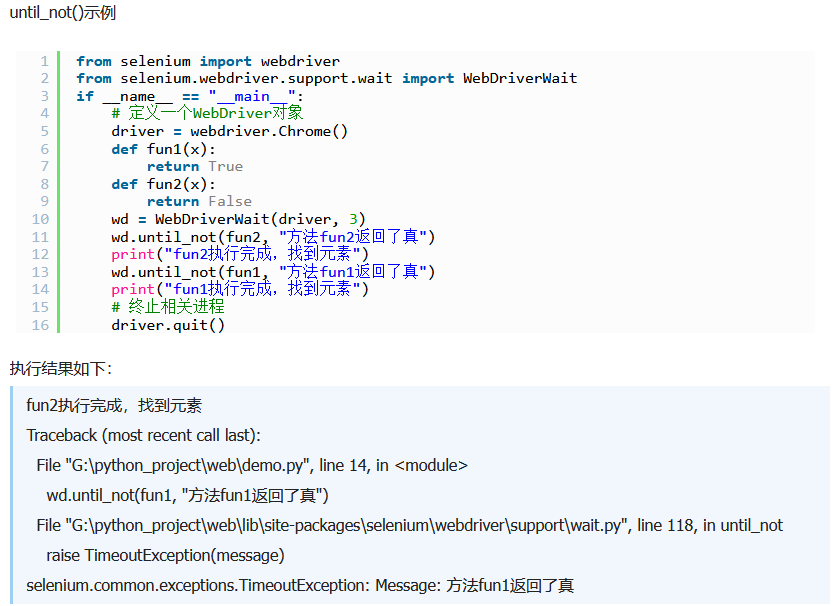 until_not()示例
1 from selenium import webdriver
2 from selenium.webdriver.support.wait import WebDriverWait
3 if __name__ == "__main__":
4     # 定义一个WebDriver对象
5     driver = webdriver.Chrome()
6     def fun1(x):
7         return True
8     def fun2(x):
9         return False
10     wd = WebDriverWait(driver, 3)
11     wd.until_not(fun2, "方法fun2返回了真")
12     print("fun2执行完成，找到元素")
13     wd.until_not(fun1, "方法fun1返回了真")
14     print("fun1执行完成，找到元素")
15     # 终止相关进程
16     driver.quit()
执行结果如下：
fun2执行完成，找到元素
Traceback (most recent call last):
  File "G:\python_project\web\demo.py", line 14, in <module>
    wd.until_not(fun1, "方法fun1返回了真")
  File "G:\python_project\web\lib\site-packages\selenium\webdriver\support\wait.py", line 118, in until_not
    raise TimeoutException(message)
selenium.common.exceptions.TimeoutException: Message: 方法fun1返回了真